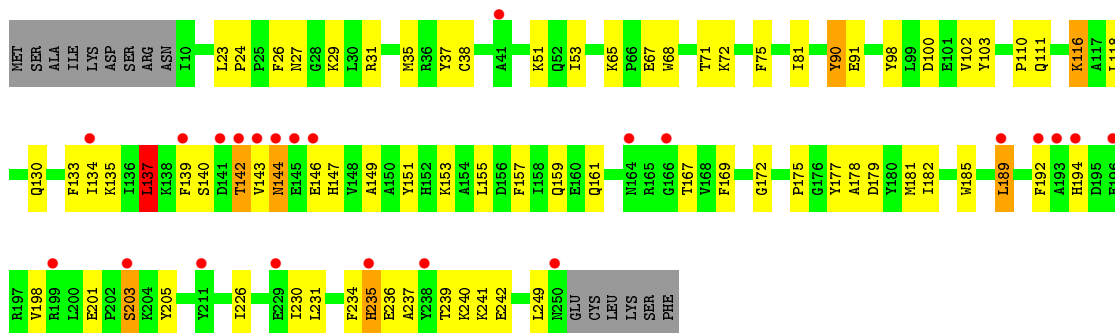 MET SER ALA ILE LYS ASP SER ARG ASN I10 L23 P24 P25 F26 N27 G28 K29 L30 R31 M35 R36 Y37 C38 A41 K51 Q52 I53 K65 P66 E67 W68 T71 K72 F75 I81 Y90 E91 Y98 L99 D100 E101 V102 Y103 P110 Q111 K116 A117 L118
Q130 F133 I134 K135 I136 L137 K138 F139 S140 D141 T142 V143 N144 E145 E146 H147 V148 A149 A150 Y151 H152 K153 A154 L155 D156 F157 I158 Q159 E160 Q161 N164 R165 G166 T167 V168 F169 G172 P175 G176 Y177 A178 D179 Y180 M181 I182 W185 L189 F192 A193 H194 D195 E196
R197 V198 R199 L200 E201 P202 S203 K204 Y205 Y211 I226 E229 I230 L231 F234 H235 E236 A237 Y238 T239 K240 K241 E242 L249 N250 GLU CYS LEU LYS SER PHE